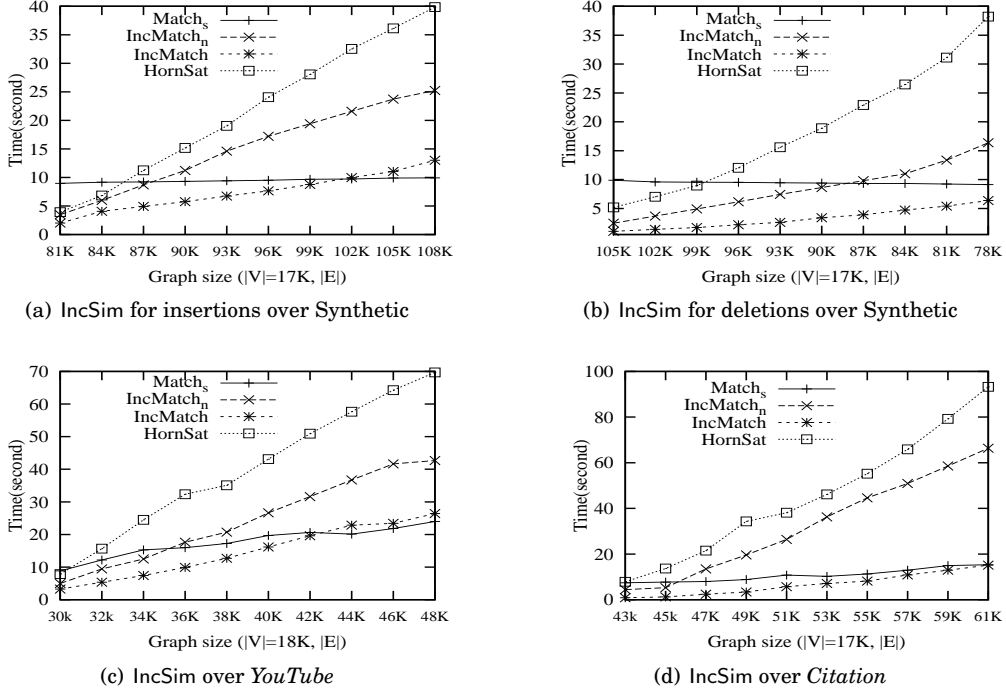 Time(second)
40
35
30
25
20
15
10
5
0
Match_s
IncMatch_n
IncMatch
HornSat
81K 84K 87K 90K 93K 96K 99K 102K 105K 108K
Graph size (|V|=17K, |E|)
(a) IncSim for insertions over Synthetic
Time(second)
40
35
30
25
20
15
10
5
Match_s
IncMatch_n
IncMatch
HornSat
105K 102K 99K 96K 93K 90K 87K 84K 81K 78K
Graph size (|V|=17K, |E|)
(b) IncSim for deletions over Synthetic
Time(second)
70
60
50
40
30
20
10
0
Match_s
IncMatch_n
IncMatch
HornSat
30k 32K 34K 36K 38K 40K 42K 44K 46K 48K
Graph size (|V|=18K, |E|)
(c) IncSim over YouTube
Time(second)
100
80
60
40
20
0
Match_s
IncMatch_n
IncMatch
HornSat
43k 45k 47K 49K 51K 53K 55K 57K 59K 61K
Graph size (|V|=17K, |E|)
(d) IncSim over Citation